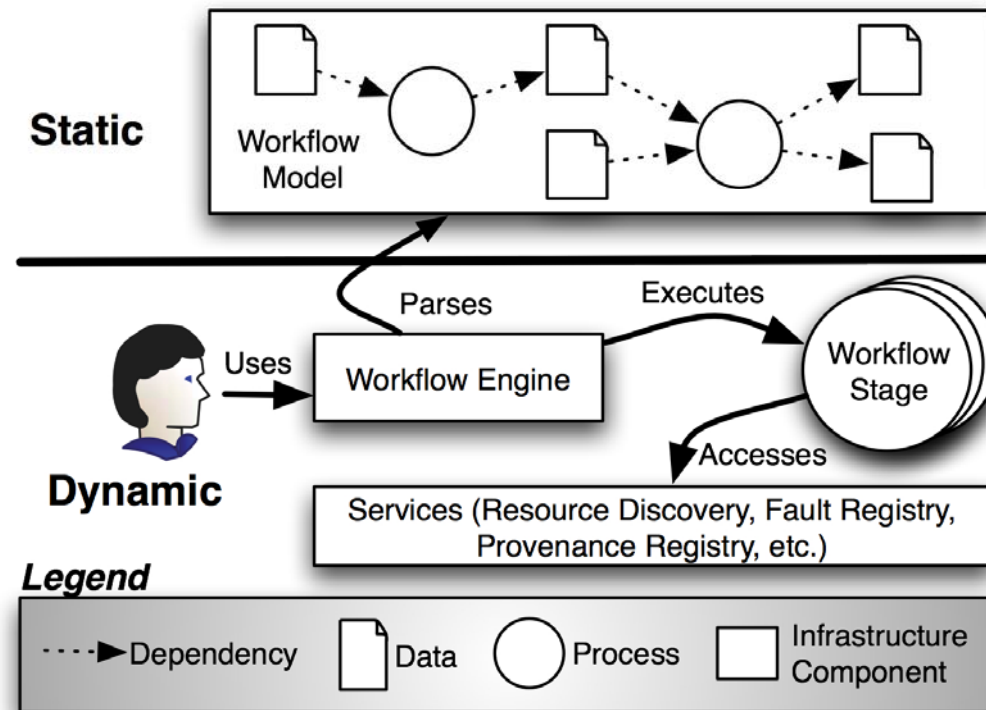 Static
Workflow
Model
Parses
Executes
Uses
Workflow Engine
Workflow
Stage
Accesses
Dynamic
Services (Resource Discovery, Fault Registry,
Provenance Registry, etc.)
Legend
Dependency
Data
Process
Infrastructure
Component